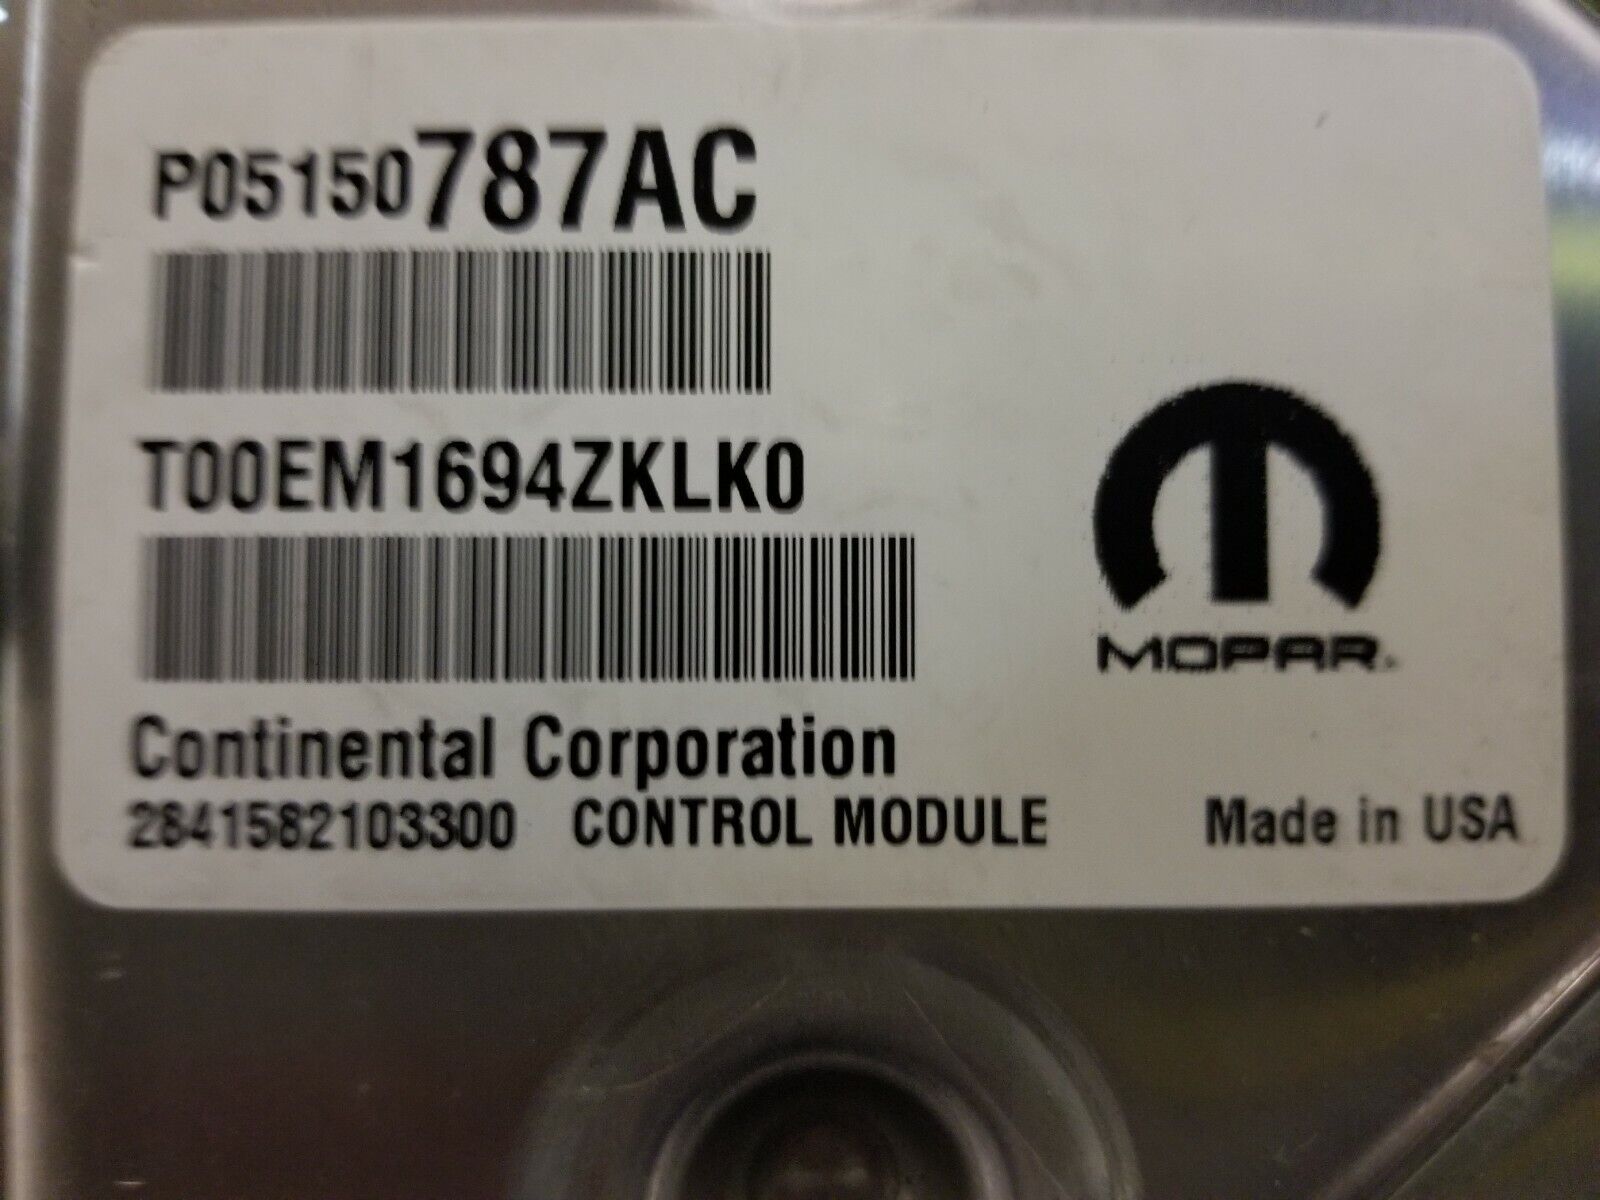 P05150787AC
T00EM1694ZKLK0
MOPAR.
Continental Corporation
2841582103300 CONTROL MODULE Made in USA